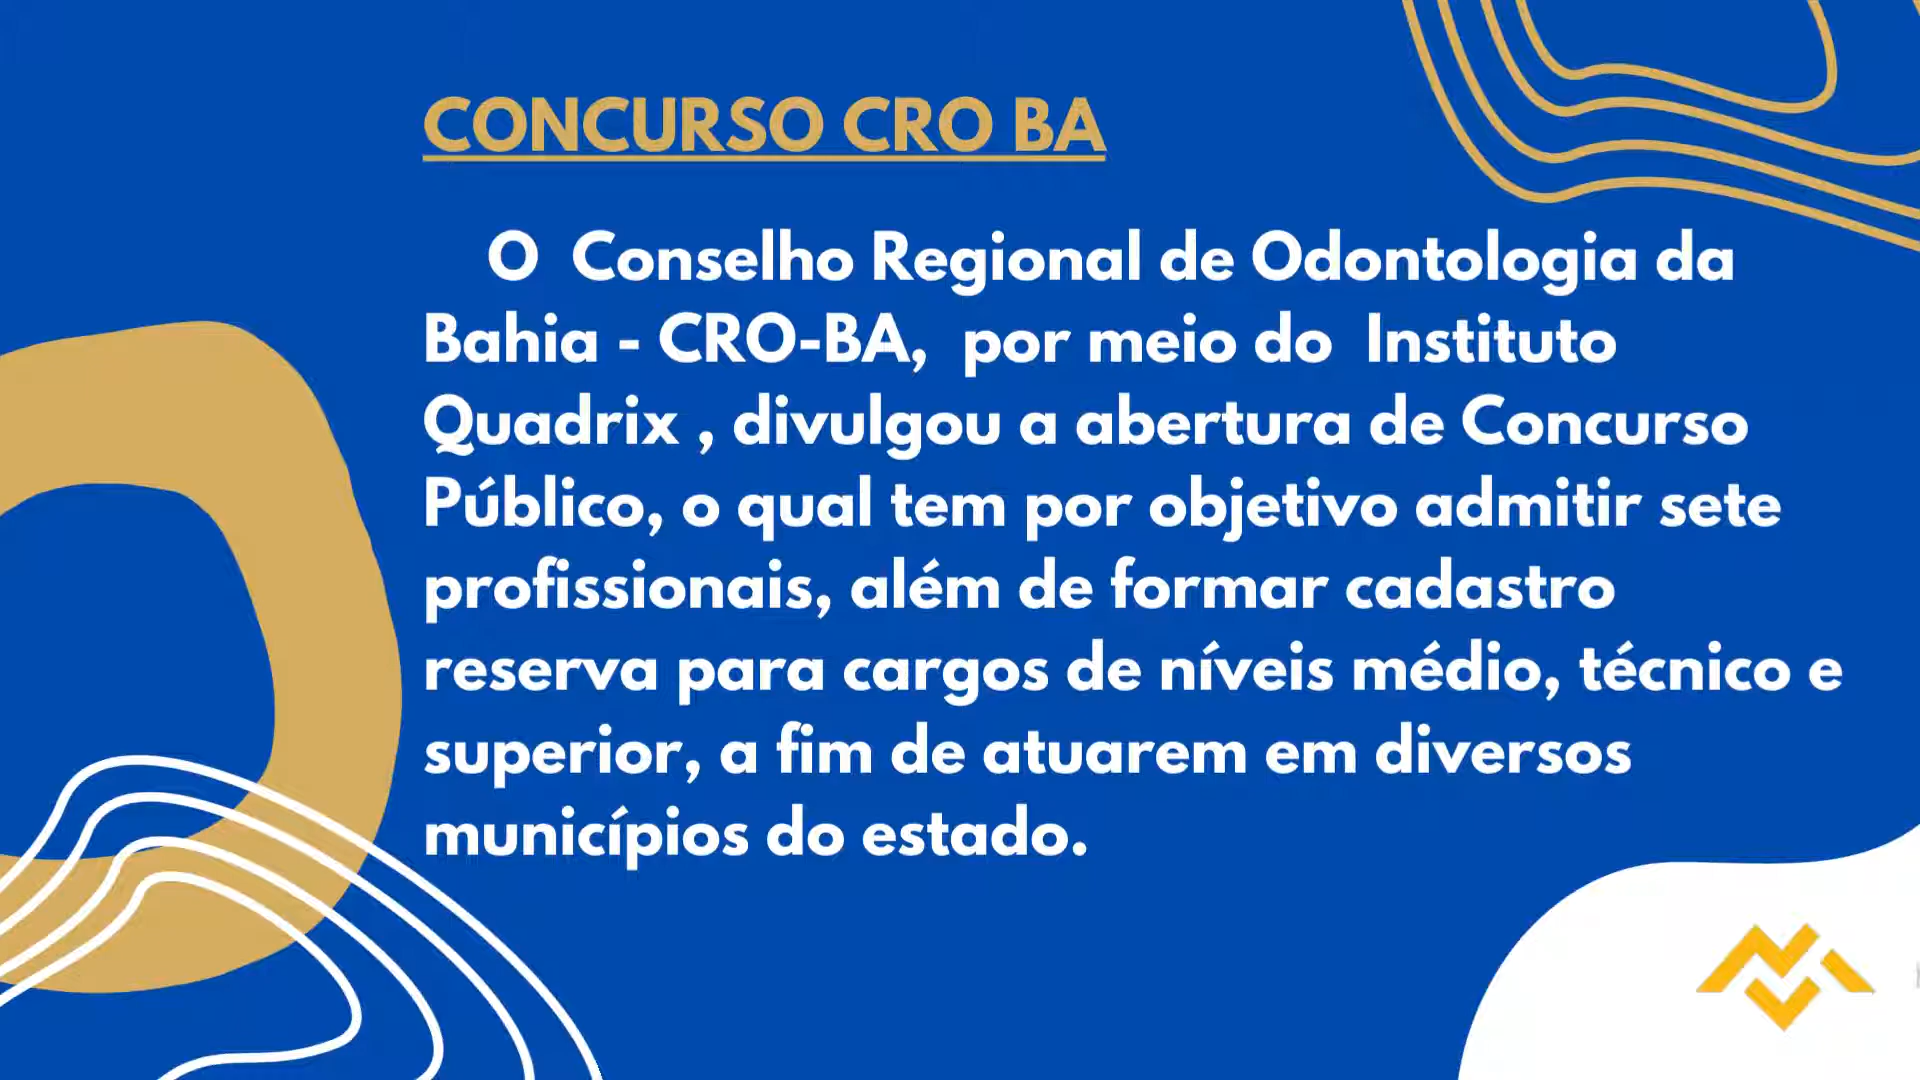 CONCURSO CRO BA
O Conselho Regional de Odontologia da
Bahia - CRO-BA, por meio do Instituto
Quadrix , divulgou a abertura de Concurso
Público, o qual tem por objetivo admitir sete
profissionais, além de formar cadastro
reserva para cargos de níveis médio, técnico e
superior, a fim de atuarem em diversos
municípios do estado.